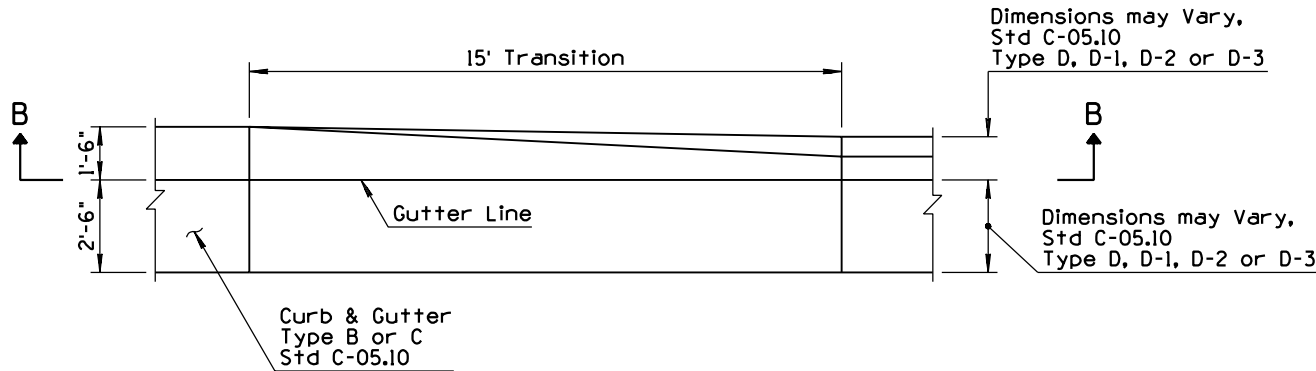 Dimensions may Vary,
Std C-05.10
Type D, D-1, D-2 or D-3
15' Transition
B
B
1'-6"
2'-6"
Gutter Line
Dimensions may Vary,
Std C-05.10
Type D, D-1, D-2 or D-3
Curb & Gutter
Type B or C
Std C-05.10